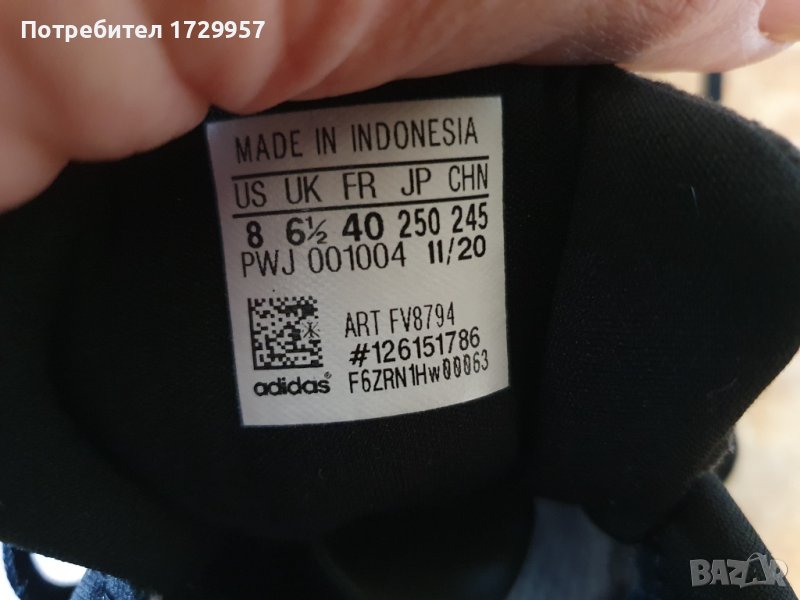 Потребител 1729957
MADE IN INDONESIA
US UK FR JP CHN
8 6½ 40 250 245
PWJ 001004 11/20
ART FV8794
#126151786
adidas® F6ZRN1Hw00063
BAZAR